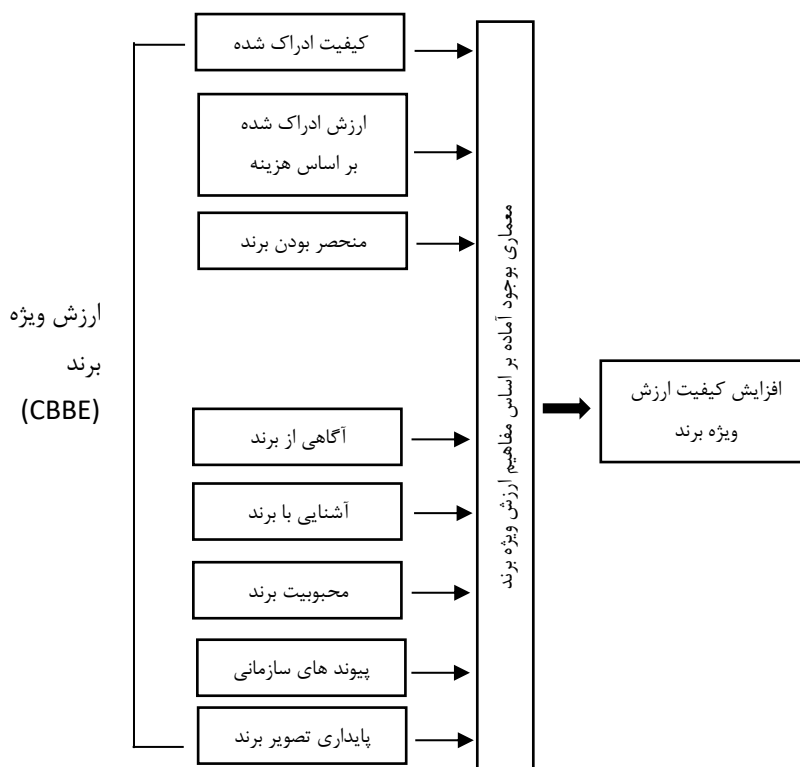 کیفیت ادراک شده
ارزش ادراک شده
بر اساس هزینه
منحصر بودن برند
ارزش ویژه
برند
(CBBE)
آگاهی از برند
آشنایی با برند
محبوبیت برند
پیوند های سازمانی
پایداری تصویر برند
معماری بوجود آماده بر اساس مفاهیم ارزش ویژه برند
افزایش کیفیت ارزش
ویژه برند